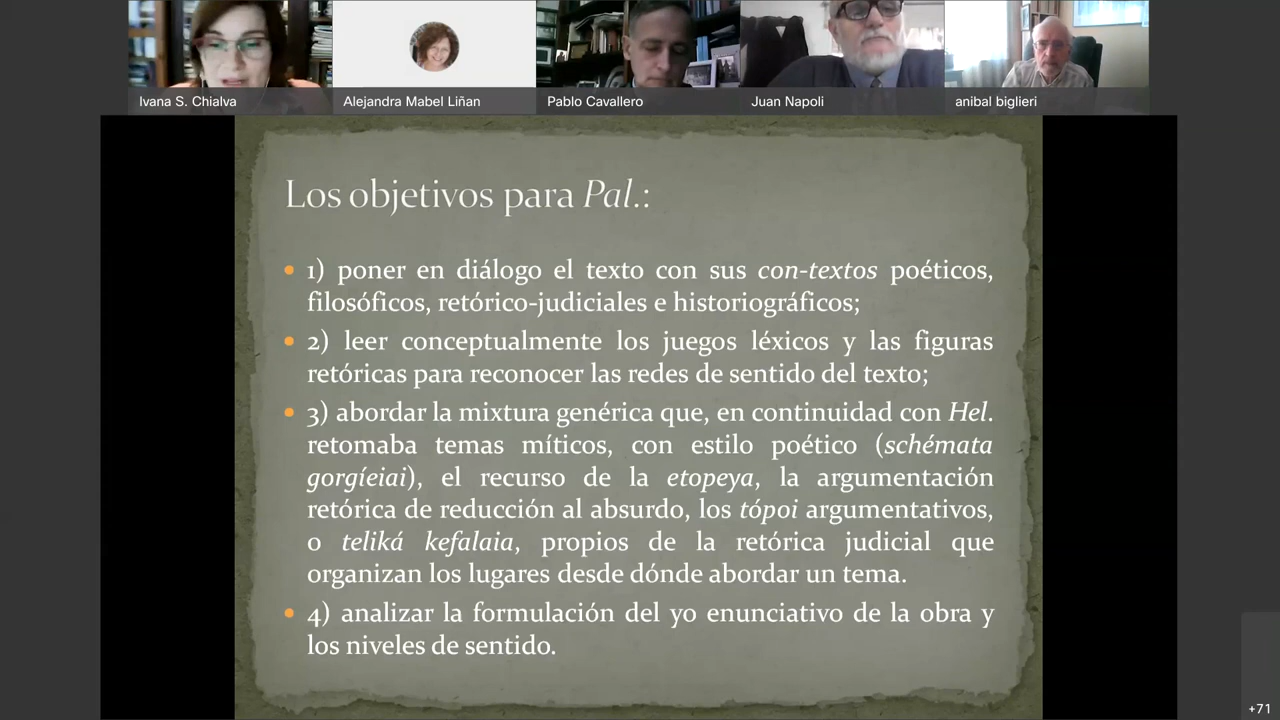 Ivana S. Chialva
Alejandra Mabel Liñan
Pablo Cavallero
Juan Napoli
anibal biglieri
Los objetivos para Pal.:
• 1) poner en diálogo el texto con sus con-textos poéticos,
filosóficos, retórico-judiciales e historiográficos;
• 2) leer conceptualmente los juegos léxicos y las figuras
retóricas para reconocer las redes de sentido del texto;
• 3) abordar la mixtura genérica que, en continuidad con Hel.
retomaba temas míticos, con estilo poético (schémata
gorgíeiai), el recurso de la etopeya, la argumentación
retórica de reducción al absurdo, los tópoi argumentativos,
o teliká kefalaia, propios de la retórica judicial que
organizan los lugares desde dónde abordar un tema.
• 4) analizar la formulación del yo enunciativo de la obra y
los niveles de sentido.
+71